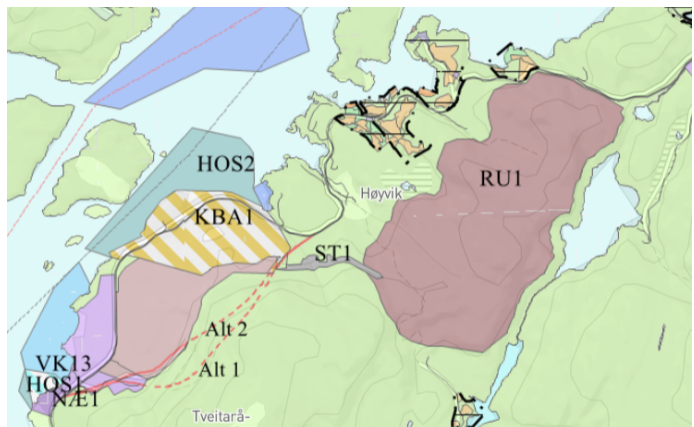 HOS2
KBA1
Høyvik
RU1
ST1
Alt 2
VK13
Alt 1
HOS1
NÆ1
Tveitarå-